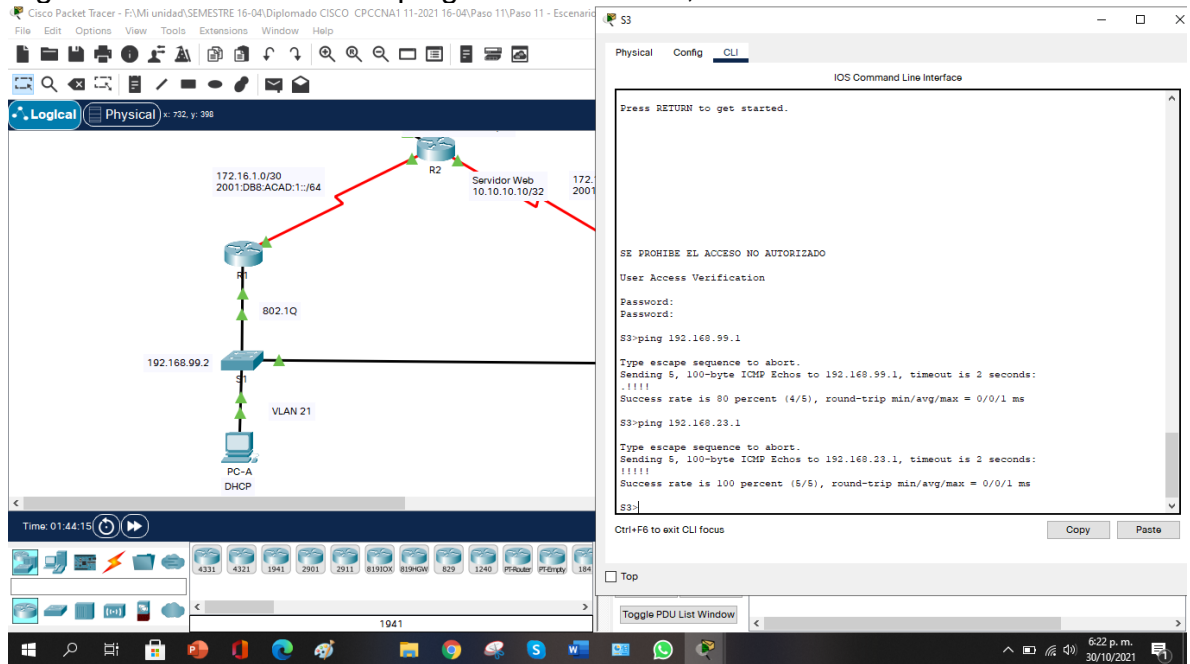 Cisco Packet Tracer - F:\Mi unidad\SEMESTRE 16-04\Diplomado CISCO CPCCNA1 11-2021 16-04\Paso 11\Paso 11 - Escenario
File Edit Options View Tools Extensions Window Help
Logical
Physical x: 732, y: 398
172.16.1.0/30
2001:DB8:ACAD:1::/64
R2
Servidor Web
10.10.10.10/32
172.
2001
R1
802.1Q
192.168.99.2
S1
VLAN 21
PC-A
DHCP
Time: 01:44:15
4331 4321 1941 2901 2911 819IOX 819HGW 829 1240 PT-Router PT-Empty 184
1941
S3
Physical Config CLI
IOS Command Line Interface
Press RETURN to get started.
SE PROHIBE EL ACCESO NO AUTORIZADO
User Access Verification
Password:
Password:
S3>ping 192.168.99.1
Type escape sequence to abort.
Sending 5, 100-byte ICMP Echos to 192.168.99.1, timeout is 2 seconds:
.!!!!
Success rate is 80 percent (4/5), round-trip min/avg/max = 0/0/1 ms
S3>ping 192.168.23.1
Type escape sequence to abort.
Sending 5, 100-byte ICMP Echos to 192.168.23.1, timeout is 2 seconds:
!!!!!
Success rate is 100 percent (5/5), round-trip min/avg/max = 0/0/1 ms
S3>
Ctrl+F6 to exit CLI focus
Copy
Paste
Top
Toggle PDU List Window
6:22 p. m.
30/10/2021